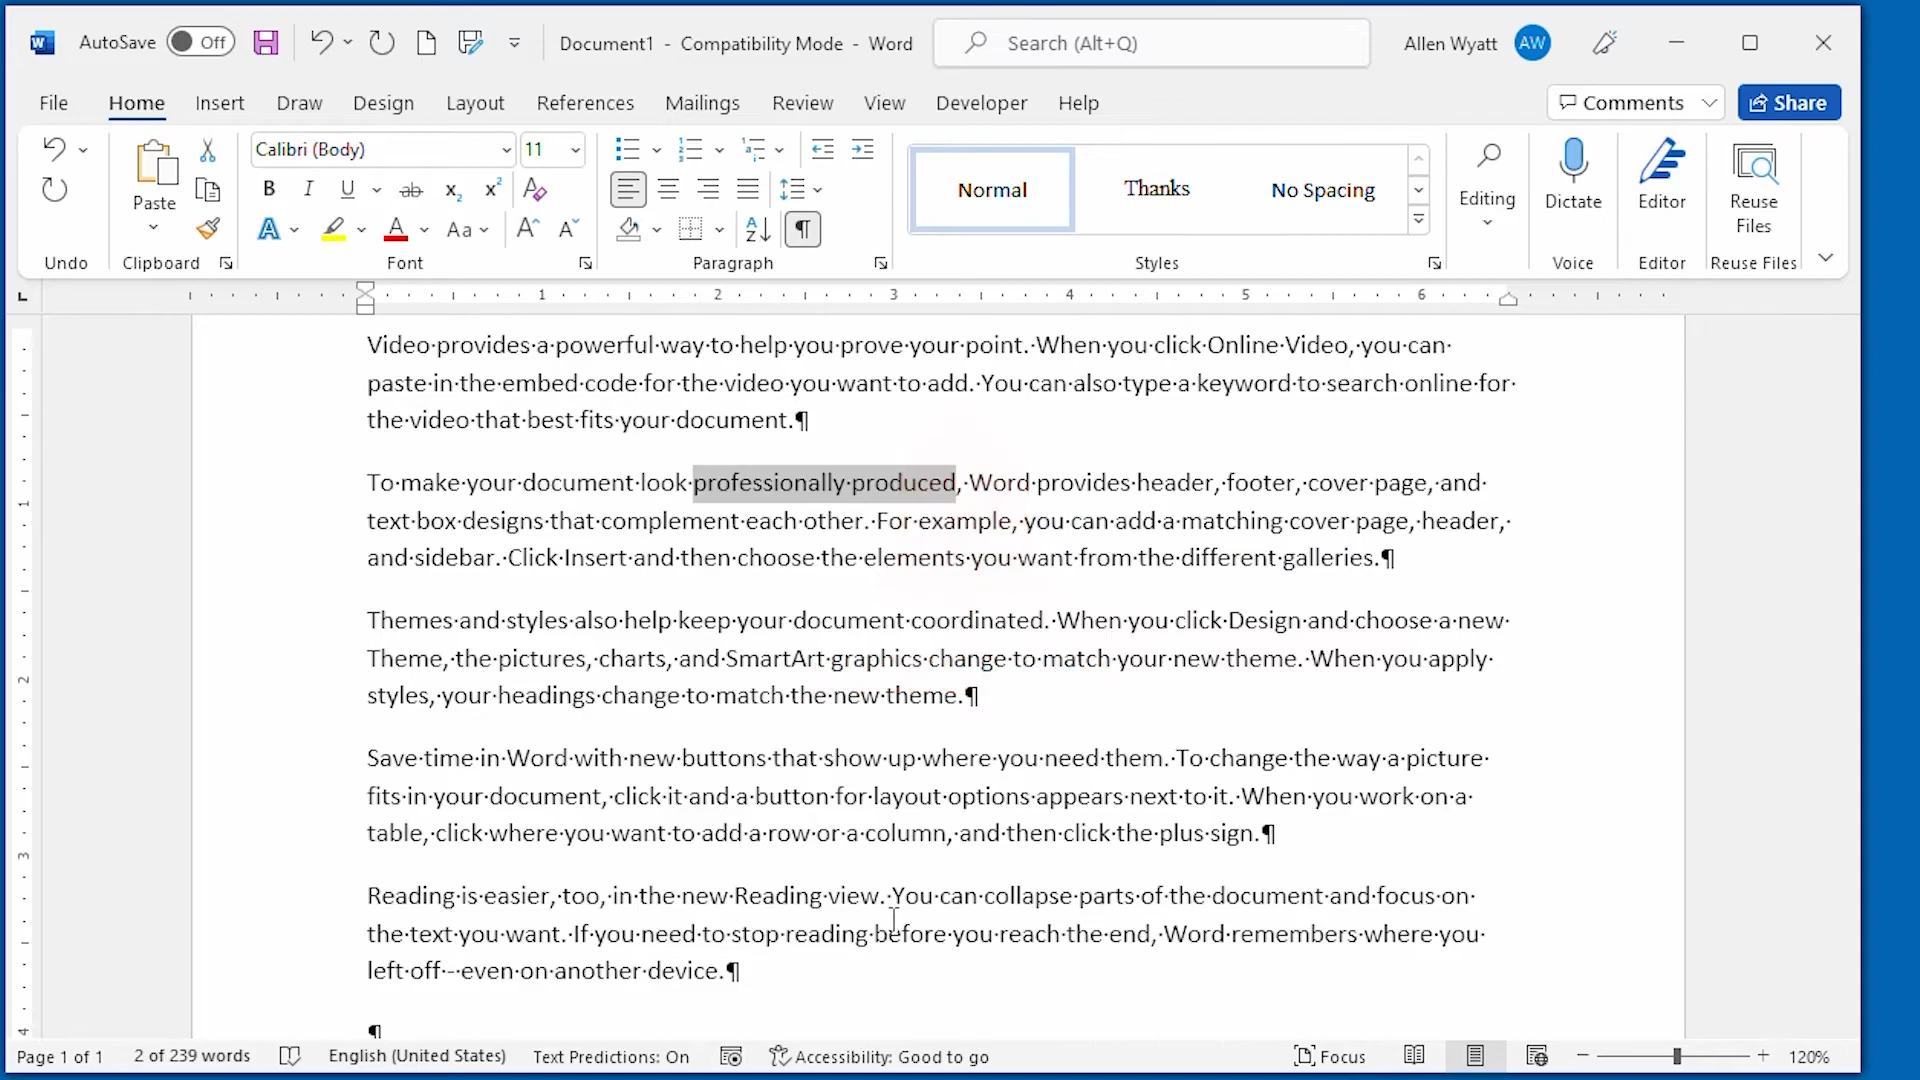 AutoSave Off Document1 - Compatibility Mode - Word Search (Alt+Q) Allen Wyatt AW
File Home Insert Draw Design Layout References Mailings Review View Developer Help Comments Share
Calibri (Body) 11
Paste
B I U ab x₂ x² A
A A Aa A A A Z ¶
Normal Thanks No Spacing
Editing Dictate Editor Reuse Files
Undo Clipboard Font Paragraph Styles Voice Editor Reuse Files
1 2 3 4 5 6
Video·provides·a·powerful·way·to·help·you·prove·your·point.·When·you·click·Online·Video,·you·can·
paste·in·the·embed·code·for·the·video·you·want·to·add.·You·can·also·type·a·keyword·to·search·online·for·
the·video·that·best·fits·your·document.¶
To·make·your·document·look·professionally·produced,·Word·provides·header,·footer,·cover·page,·and·
text·box·designs·that·complement·each·other.·For·example,·you·can·add·a·matching·cover·page,·header,·
and·sidebar.·Click·Insert·and·then·choose·the·elements·you·want·from·the·different·galleries.¶
Themes·and·styles·also·help·keep·your·document·coordinated.·When·you·click·Design·and·choose·a·new·
Theme,·the·pictures,·charts,·and·SmartArt·graphics·change·to·match·your·new·theme.·When·you·apply·
styles,·your·headings·change·to·match·the·new·theme.¶
Save·time·in·Word·with·new·buttons·that·show·up·where·you·need·them.·To·change·the·way·a·picture·
fits·in·your·document,·click·it·and·a·button·for·layout·options·appears·next·to·it.·When·you·work·on·a·
table,·click·where·you·want·to·add·a·row·or·a·column,·and·then·click·the·plus·sign.¶
Reading·is·easier,·too,·in·the·new·Reading·view.·You·can·collapse·parts·of·the·document·and·focus·on·
the·text·you·want.·If·you·need·to·stop·reading·before·you·reach·the·end,·Word·remembers·where·you·
left·off·-·even·on·another·device.¶
¶
1
2
3
4
Page 1 of 1 2 of 239 words English (United States) Text Predictions: On Accessibility: Good to go Focus 120%